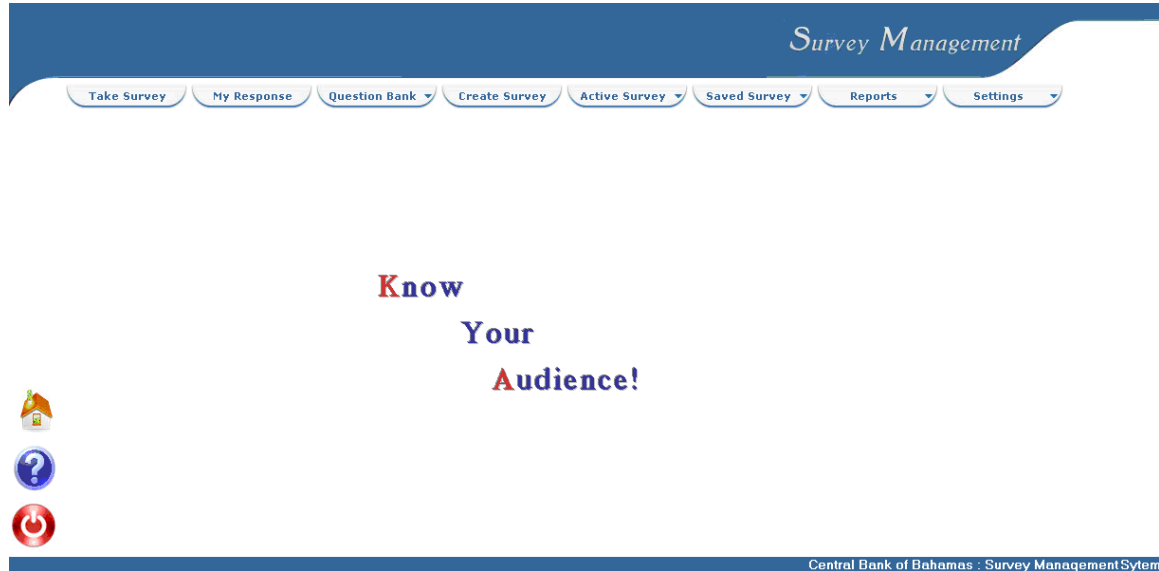 Survey Management
Take Survey My Response Question Bank Create Survey Active Survey Saved Survey Reports Settings
Know
Your
Audience!
?
Central Bank of Bahamas : Survey Management Sytem